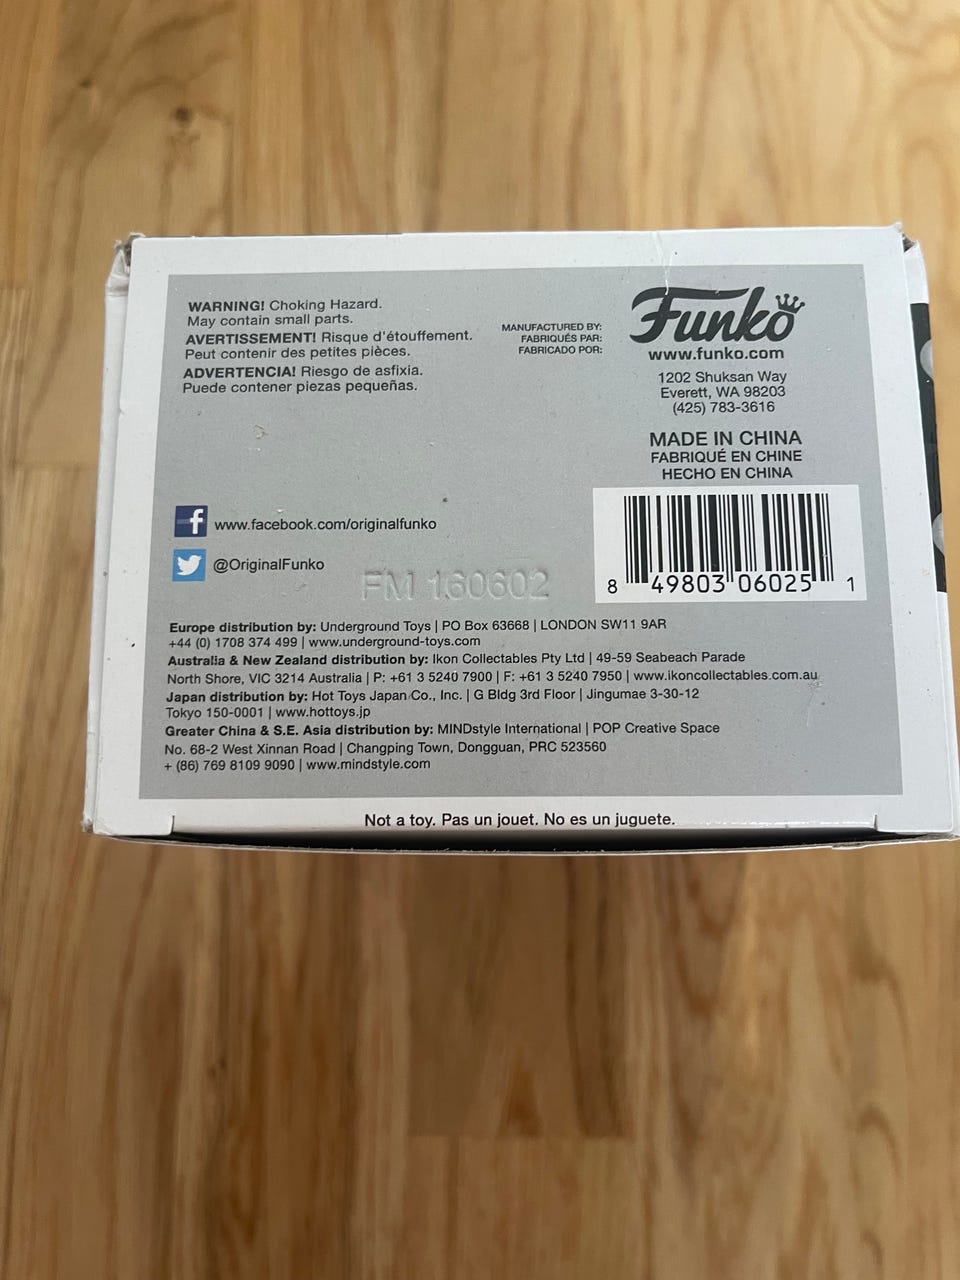 WARNING! Choking Hazard.
May contain small parts.
AVERTISSEMENT! Risque d'étouffement.
Peut contenir des petites pièces.
ADVERTENCIA! Riesgo de asfixia.
Puede contener piezas pequeñas.
MANUFACTURED BY:
FABRIQUÉS PAR:
FABRICADO POR:
Funko
www.funko.com
1202 Shuksan Way
Everett, WA 98203
(425) 783-3616
MADE IN CHINA
FABRIQUÉ EN CHINE
HECHO EN CHINA
f www.facebook.com/originalfunko
@OriginalFunko
FM 160602
8 49803 06025 1
Europe distribution by: Underground Toys | PO Box 63668 | LONDON SW11 9AR
+44 (0) 1708 374 499 | www.underground-toys.com
Australia & New Zealand distribution by: Ikon Collectables Pty Ltd | 49-59 Seabeach Parade
North Shore, VIC 3214 Australia | P: +61 3 5240 7900 | F: +61 3 5240 7950 | www.ikoncollectables.com.au
Japan distribution by: Hot Toys Japan Co., Inc. | G Bldg 3rd Floor | Jingumae 3-30-12
Tokyo 150-0001 | www.hottoys.jp
Greater China & S.E. Asia distribution by: MINDstyle International | POP Creative Space
No. 68-2 West Xinnan Road | Changping Town, Dongguan, PRC 523560
+ (86) 769 8109 9090 | www.mindstyle.com
Not a toy. Pas un jouet. No es un juguete.